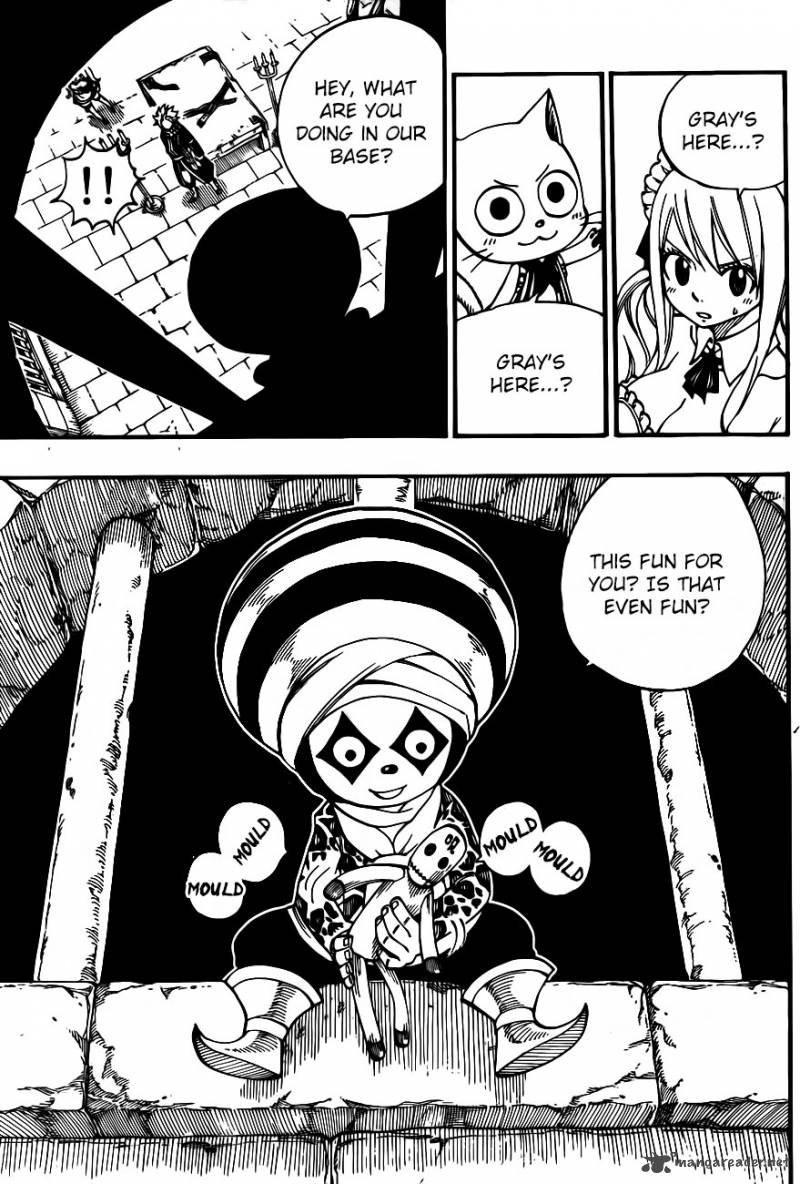 GRAY'S
HERE...?
GRAY'S
HERE...?
HEY, WHAT
ARE YOU
DOING IN OUR
BASE?
!!
THIS FUN FOR
YOU? IS THAT
EVEN FUN?
MOULD
MOULD
MOULD
MOULD
mangareader.net